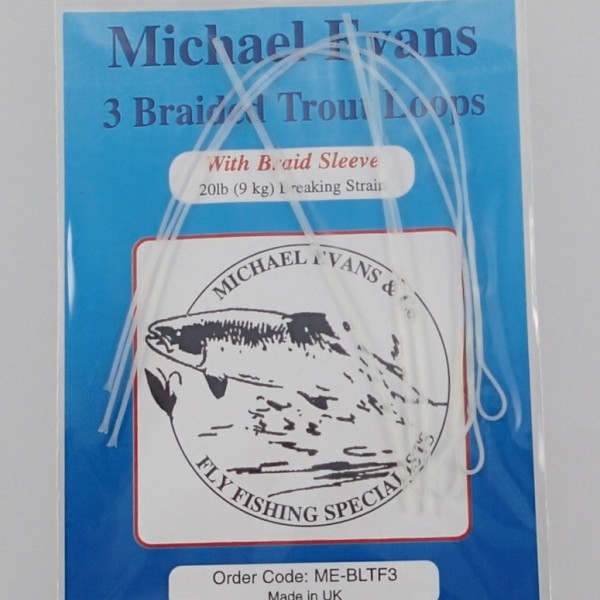 Michael Evans
3 Braided Trout Loops
With Braid Sleeve
20lb (9 kg) Breaking Strain
MICHAEL EVANS & Co
FLY FISHING SPECIALISTS
Order Code: ME-BLTF3
Made in UK